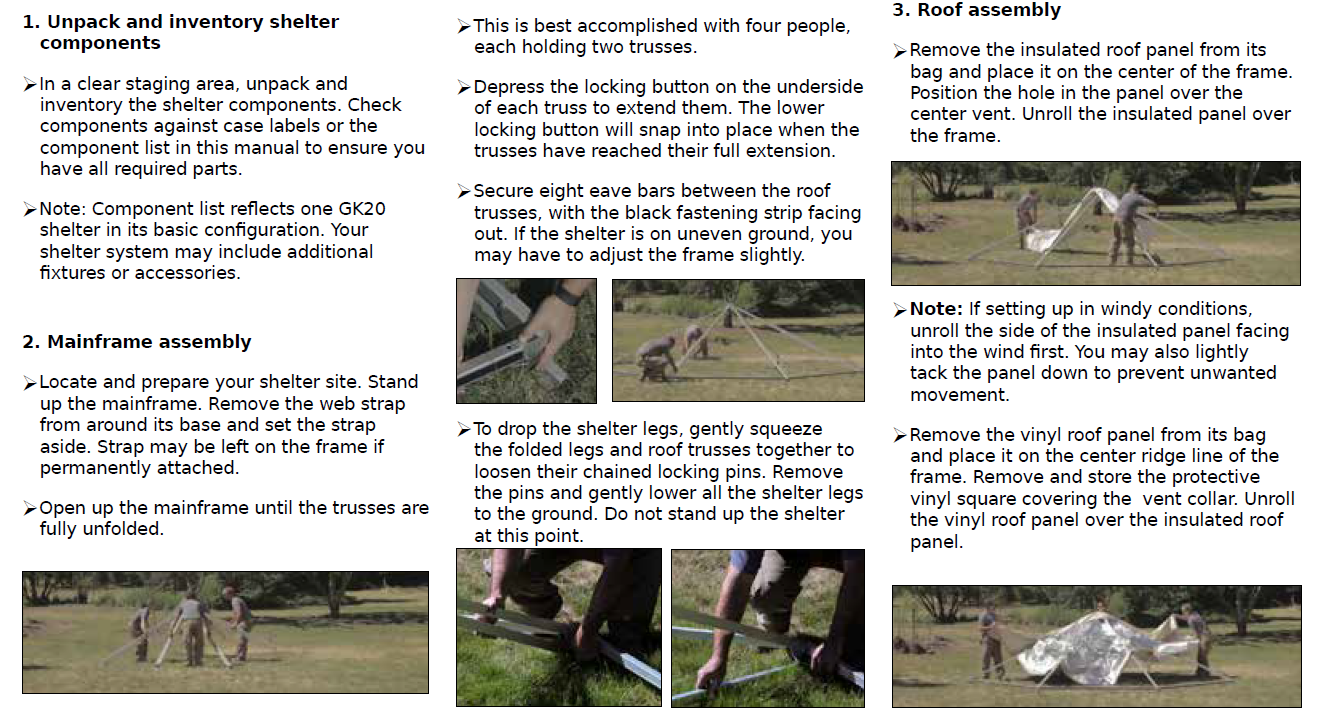 1. Unpack and inventory shelter
components
➢In a clear staging area, unpack and
inventory the shelter components. Check
components against case labels or the
component list in this manual to ensure you
have all required parts.
➢Note: Component list reflects one GK20
shelter in its basic configuration. Your
shelter system may include additional
fixtures or accessories.
2. Mainframe assembly
➢Locate and prepare your shelter site. Stand
up the mainframe. Remove the web strap
from around its base and set the strap
aside. Strap may be left on the frame if
permanently attached.
➢Open up the mainframe until the trusses are
fully unfolded.
➢This is best accomplished with four people,
each holding two trusses.
➢Depress the locking button on the underside
of each truss to extend them. The lower
locking button will snap into place when the
trusses have reached their full extension.
➢Secure eight eave bars between the roof
trusses, with the black fastening strip facing
out. If the shelter is on uneven ground, you
may have to adjust the frame slightly.
➢To drop the shelter legs, gently squeeze
the folded legs and roof trusses together to
loosen their chained locking pins. Remove
the pins and gently lower all the shelter legs
to the ground. Do not stand up the shelter
at this point.
3. Roof assembly
➢Remove the insulated roof panel from its
bag and place it on the center of the frame.
Position the hole in the panel over the
center vent. Unroll the insulated panel over
the frame.
➢Note: If setting up in windy conditions,
unroll the side of the insulated panel facing
into the wind first. You may also lightly
tack the panel down to prevent unwanted
movement.
➢Remove the vinyl roof panel from its bag
and place it on the center ridge line of the
frame. Remove and store the protective
vinyl square covering the  vent collar. Unroll
the vinyl roof panel over the insulated roof
panel.